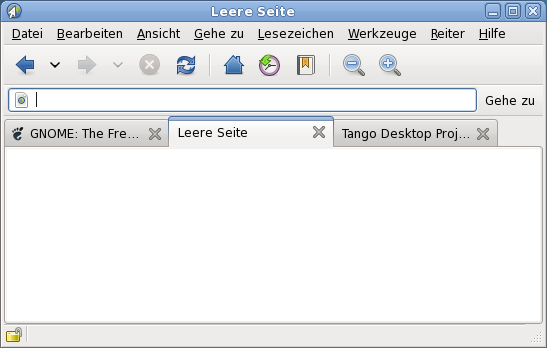 Leere Seite
Datei Bearbeiten Ansicht Gehe zu Lesezeichen Werkzeuge Reiter Hilfe
Gehe zu
GNOME: The Fre... Leere Seite Tango Desktop Proj...